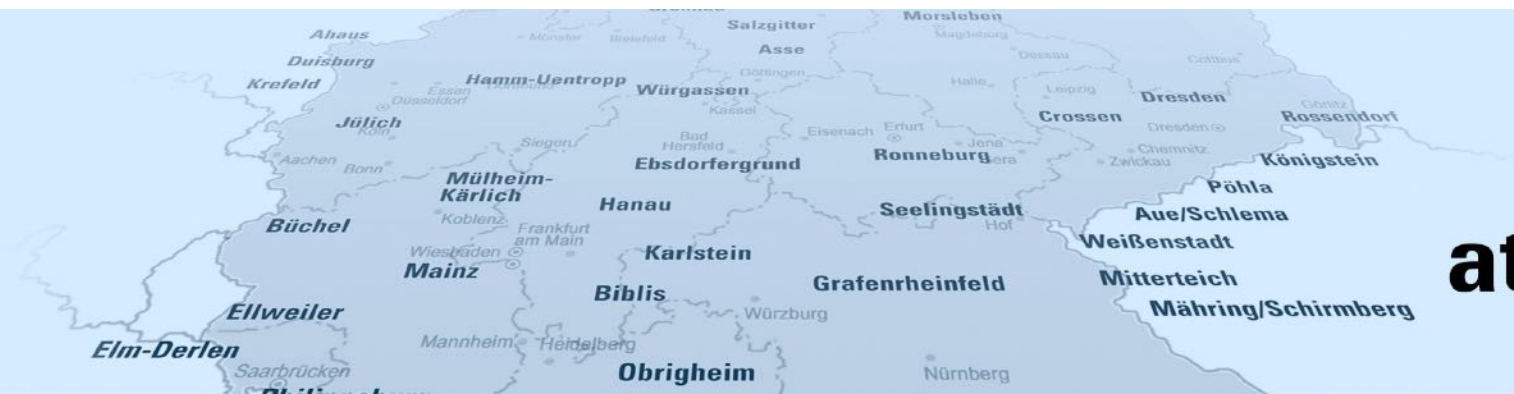 Salzgitter
Morsleben
Ahaus
Münster
Bielefeld
Magdeburg
Asse
Duisburg
Dessau
Cottbus
Göttingen
Krefeld
Hamm-Uentropp
Halle
Essen
Dortmund
Würgassen
Leipzig
Düsseldorf
Dresden
Kassel
Görlitz
Crossen
Rossendorf
Jülich
Köln
Eisenach
Erfurt
Dresden
Siegen
Bad
Hersfeld
Jena
Chemnitz
Aachen
Bonn
Ebsdorfergrund
Ronneburg
Gera
Zwickau
Königstein
Mülheim-
Kärlich
Pöhla
Hanau
Seelingstädt
Aue/Schlema
Büchel
Koblenz
Frankfurt
am Main
Hof
Weißenstadt
Wiesbaden
Karlstein
Mainz
Grafenrheinfeld
Mitterteich
at
Biblis
Mähring/Schirmberg
Ellweiler
Würzburg
Elm-Derlen
Mannheim
Heidelberg
Saarbrücken
Obrigheim
Nürnberg